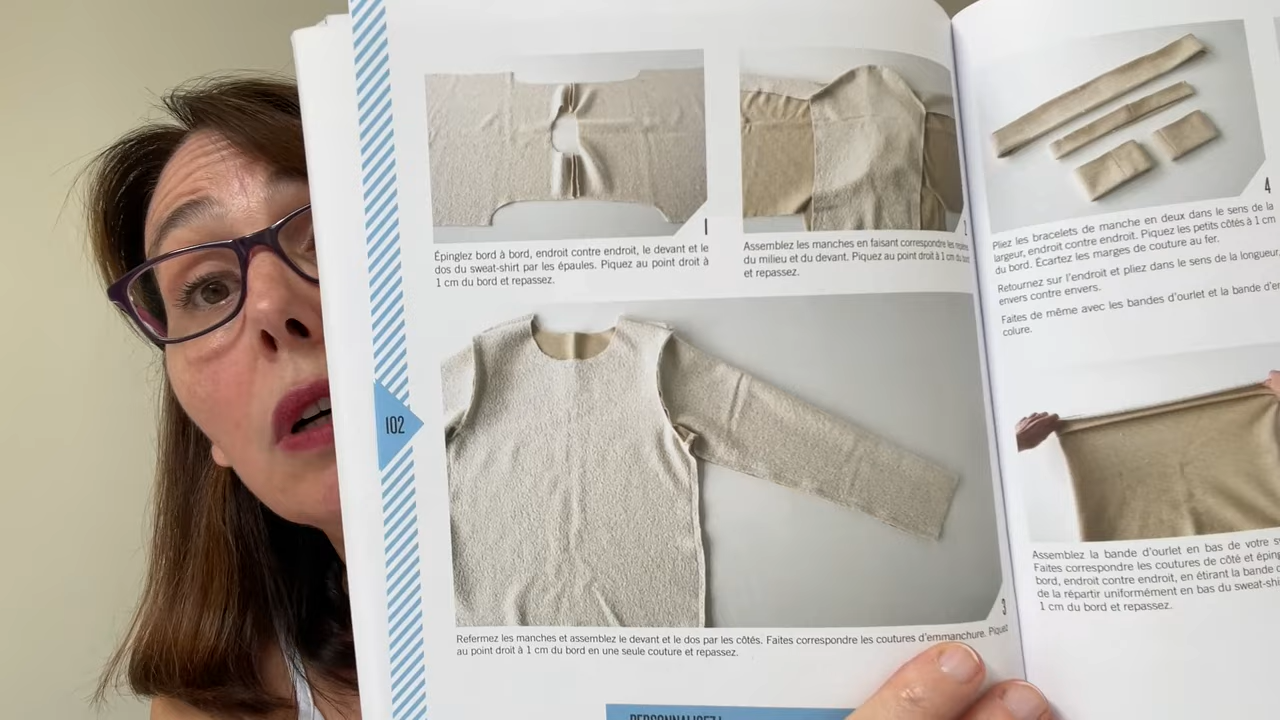 1
Épinglez bord à bord, endroit contre endroit, le devant et le
dos du sweat-shirt par les épaules. Piquez au point droit à
1 cm du bord et repassez.
Assemblez les manches en faisant correspondre les
du milieu et du devant. Piquez au point droit à 1 cm du bord
et repassez.
102
3
Refermez les manches et assemblez le devant et le dos par les côtés. Faites correspondre les coutures d'emmanchure. Piquez
au point droit à 1 cm du bord en une seule couture et repassez.
PERSONNALISEZ !
4
Pliez les bracelets de manche en deux dans le sens de la
largeur, endroit contre endroit. Piquez les petits côtés à 1 cm
du bord. Écartez les marges de couture au fer.
Retournez sur l'endroit et pliez dans le sens de la longueur,
envers contre envers.
Faites de même avec les bandes d'ourlet et la bande d'en
colure.
Assemblez la bande d'ourlet en bas de votre
Faites correspondre les coutures de côté et
bord, endroit contre endroit, en étirant la bande
de la répartir uniformément en bas du sweat-shi
1 cm du bord et repassez.